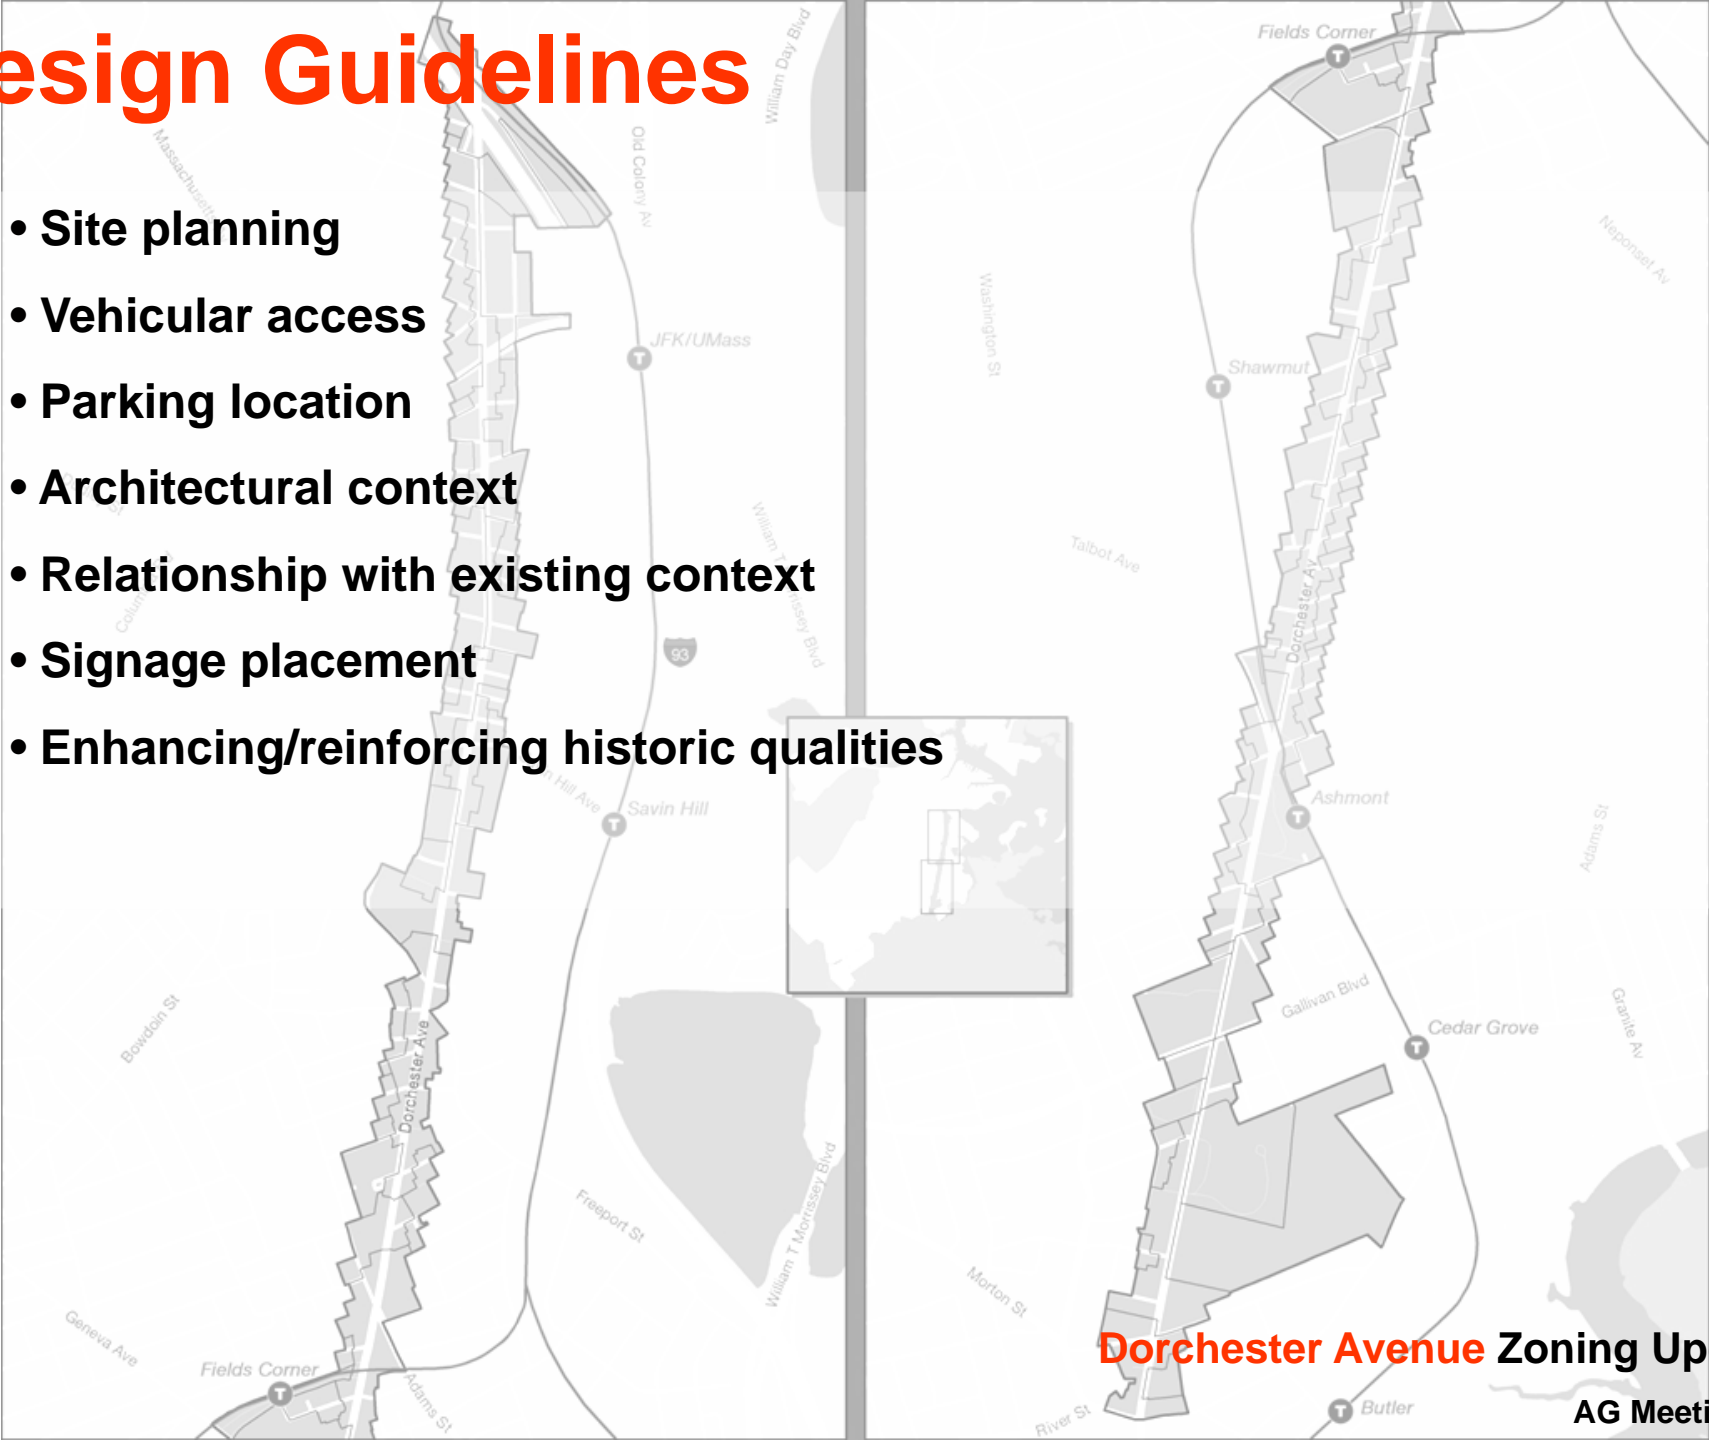 esign Guidelines
• Site planning
• Vehicular access
• Parking location
• Architectural context
• Relationship with existing context
• Signage placement
• Enhancing/reinforcing historic qualities
William Day Blvd
Old Colony Av
JFK/UMass
William T Morrissey Blvd
93
Savin Hill
Bowdoin St
Dorchester Ave
Freeport St
William T Morrissey Blvd
Geneva Ave
Fields Corner
Adams St
Fields Corner
Neponset Av
Washington St
Shawmut
Talbot Ave
Dorchester Av
Ashmont
Adams St
Gallivan Blvd
Granite Av
Cedar Grove
Morton St
River St
Butler
Dorchester Avenue Zoning Up
AG Meeti